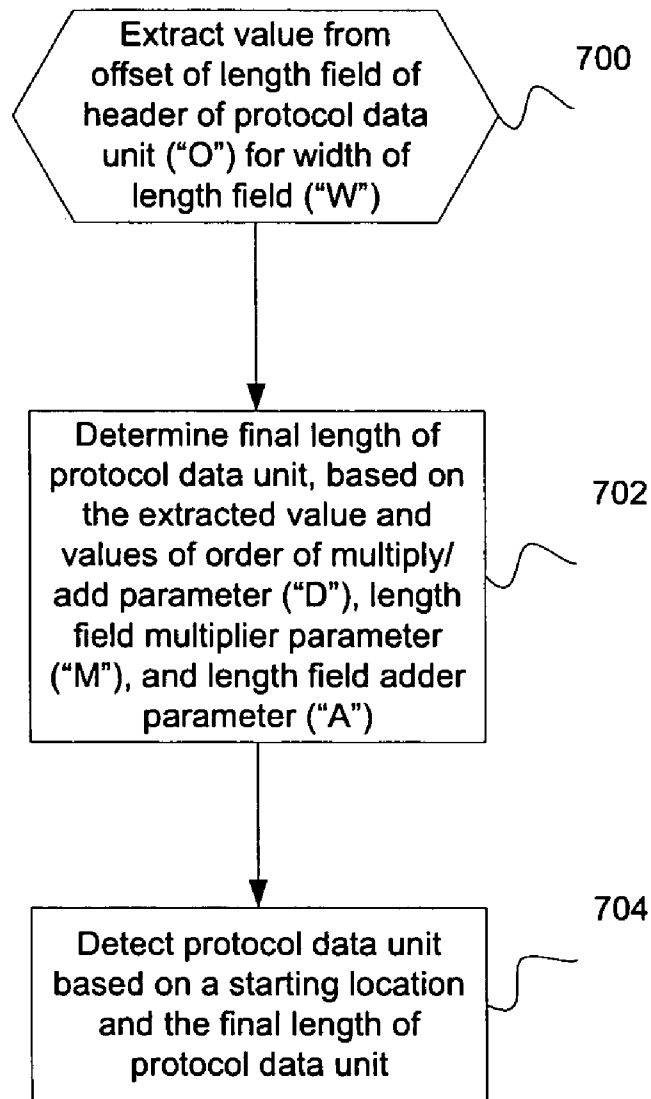 Extract value from
offset of length field of
header of protocol data
unit (“O”) for width of
length field (“W”)
700
Determine final length of
protocol data unit, based on
the extracted value and
values of order of multiply/
add parameter (“D”), length
field multiplier parameter
(“M”), and length field adder
parameter (“A”)
702
Detect protocol data unit
based on a starting location
and the final length of
protocol data unit
704